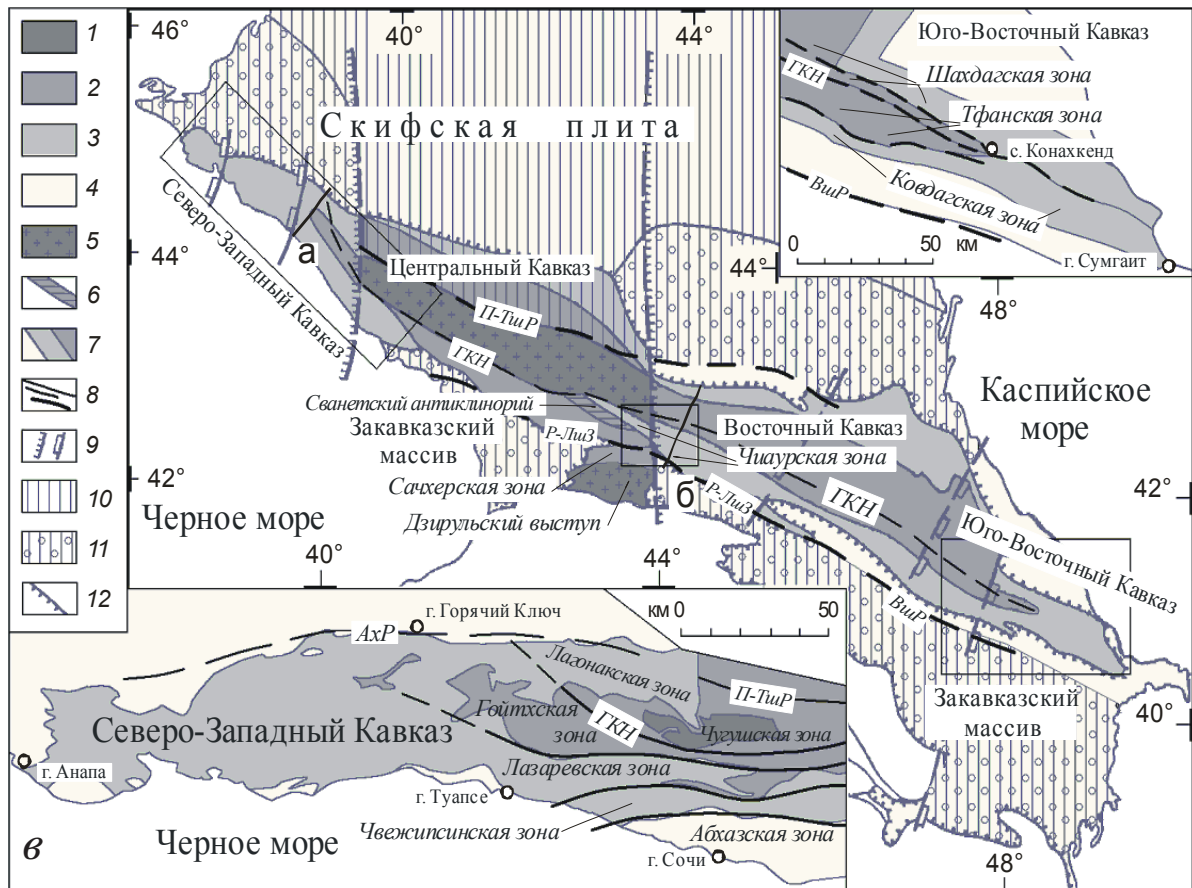 1
2
3
4
5
6
7
8
9
10
11
12
46°
40°
44°
Скифская плита
Северо-Западный Кавказ
а
44°
Центральный Кавказ
П-ТшР
ГКН
44°
Сванетский антиклинорий
Закавказский
массив
Р-ЛшЗ
Сачхерская зона
Дзирульский выступ
Восточный Кавказ
Чиаурская зона
б
Р-ЛшЗ
ГКН
Каспийское
море
48°
42°
42°
Черное море
40°
44°
Юго-Восточный Кавказ
ВшР
Закавказский
массив
40°
48°
Юго-Восточный Кавказ
Шахдагская зона
ГКН
Тфанская зона
с. Конахкенд
Ковдагская зона
ВшР
0 50 км
г. Сумгаит
г. Горячий Ключ
АхР
км 0 50
Лагонакская зона
П-ТшР
Гойтхская
зона
ГКН
Чугушская зона
Северо-Западный Кавказ
Лазаревская зона
г. Анапа
г. Туапсе
Чвежипсинская зона
Абхазская зона
Черное море
г. Сочи
в